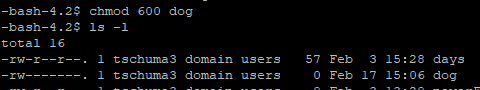 -bash-4.2$ chmod 600 dog
-bash-4.2$ ls -l
total 16
-rw-r--r--. 1 tschuma3 domain users   57 Feb  3 15:28 days
-rw-------. 1 tschuma3 domain users    0 Feb 17 15:06 dog